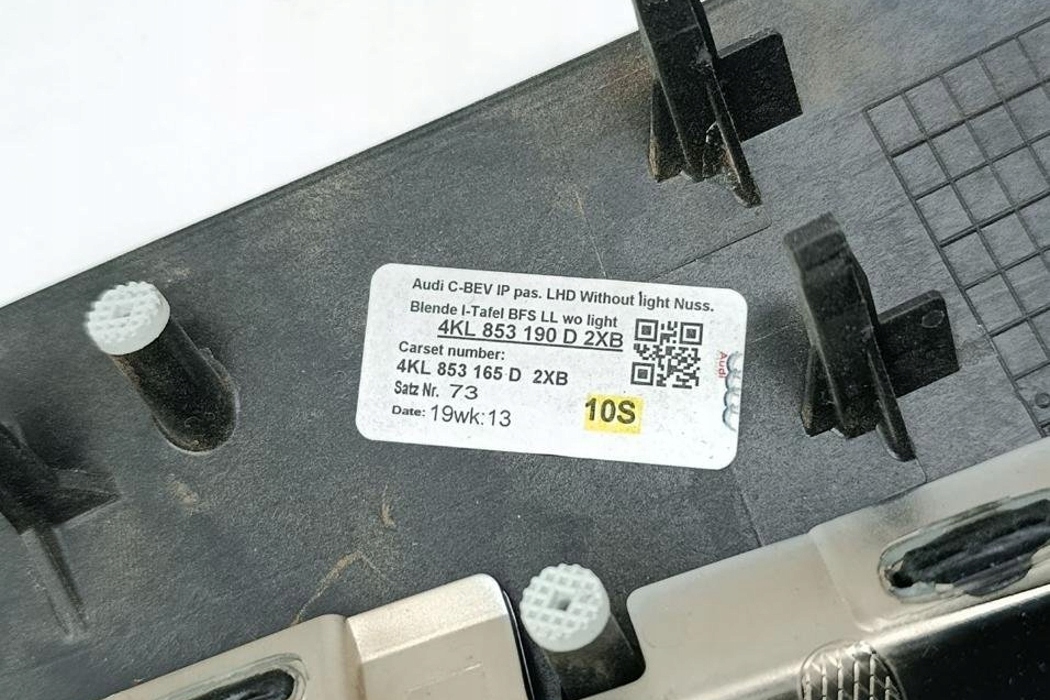 Audi C-BEV IP pas. LHD Without light Nuss.
Blende I-Tafel BFS LL wo light
4KL 853 190 D 2XB
Carset number:
4KL 853 165 D 2XB
Satz Nr. 73
Date: 19wk:13
10S
Audi